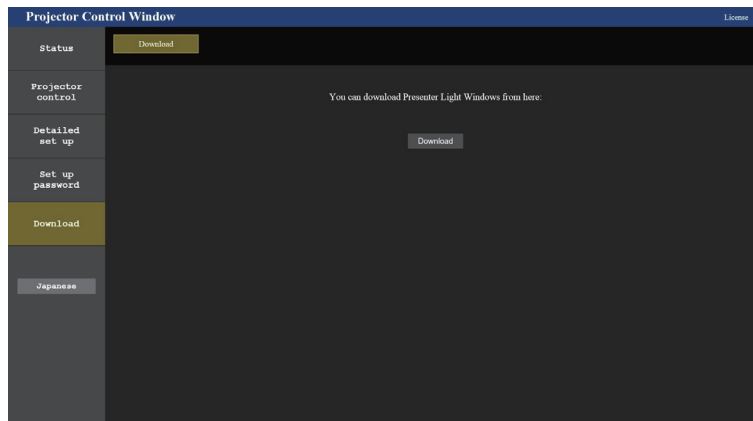 Projector Control Window
License
Status
Download
Projector
control
You can download Presenter Light Windows from here:
Detailed
set up
Download
Set up
password
Download
Japanese